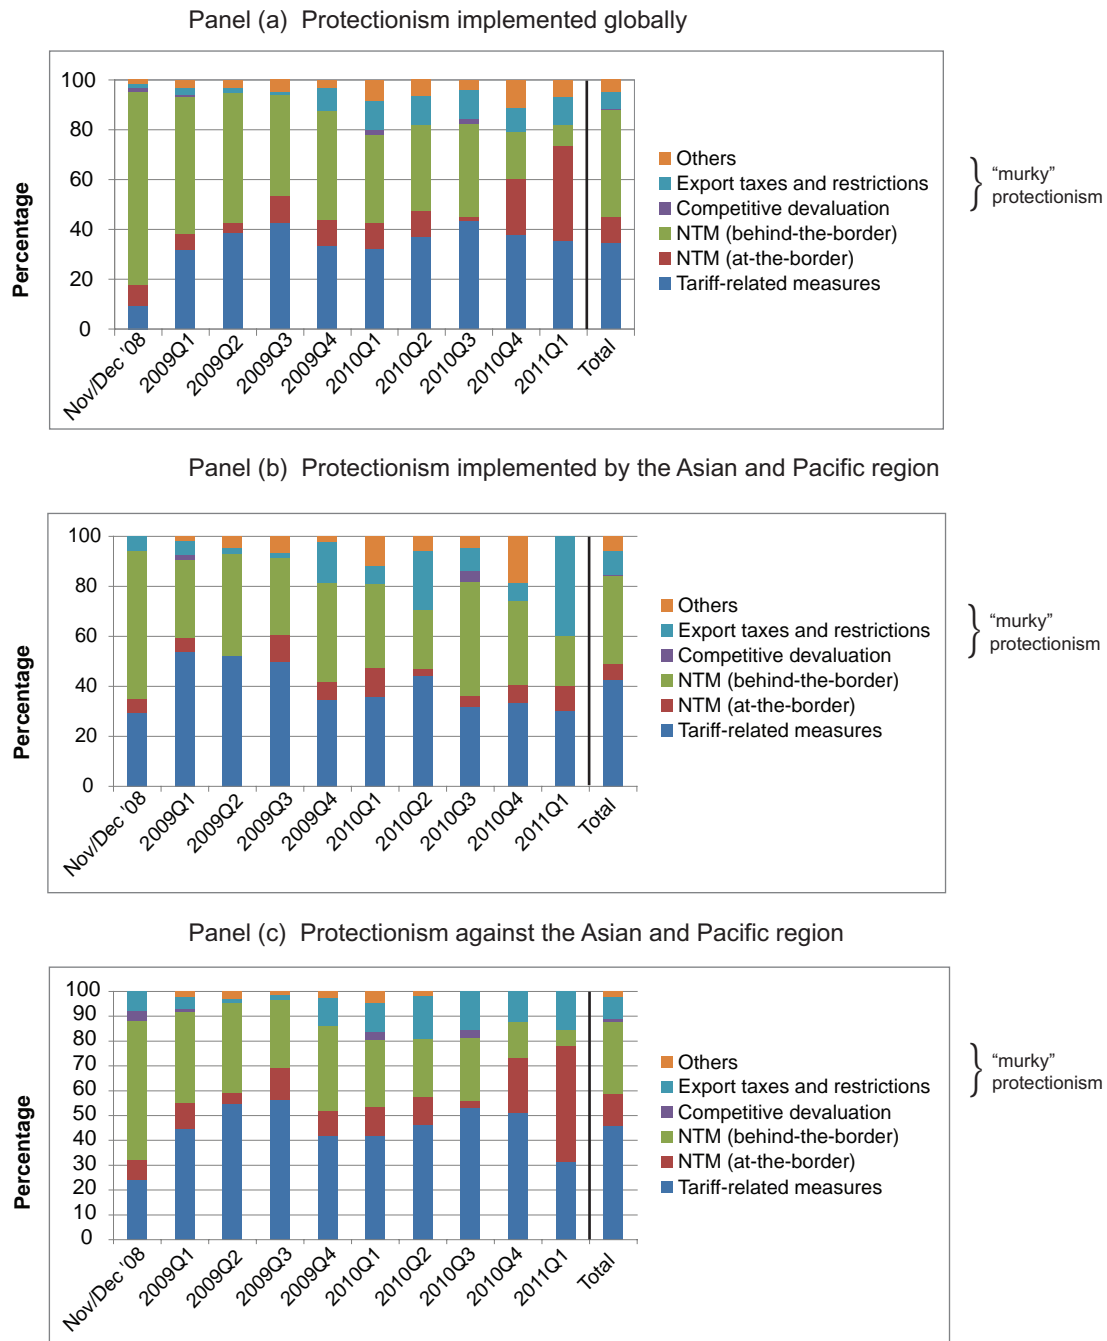 Panel (a) Protectionism implemented globally
Percentage
100
80
60
40
20
0
Nov/Dec '08
2009Q1
2009Q2
2009Q3
2009Q4
2010Q1
2010Q2
2010Q3
2010Q4
2011Q1
Total
Others
Export taxes and restrictions
Competitive devaluation
NTM (behind-the-border)
NTM (at-the-border)
Tariff-related measures
} “murky”
protectionism
Panel (b) Protectionism implemented by the Asian and Pacific region
Percentage
100
80
60
40
20
0
Nov/Dec '08
2009Q1
2009Q2
2009Q3
2009Q4
2010Q1
2010Q2
2010Q3
2010Q4
2011Q1
Total
Others
Export taxes and restrictions
Competitive devaluation
NTM (behind-the-border)
NTM (at-the-border)
Tariff-related measures
} “murky”
protectionism
Panel (c) Protectionism against the Asian and Pacific region
Percentage
100
90
80
70
60
50
40
30
20
10
0
Nov/Dec '08
2009Q1
2009Q2
2009Q3
2009Q4
2010Q1
2010Q2
2010Q3
2010Q4
2011Q1
Total
Others
Export taxes and restrictions
Competitive devaluation
NTM (behind-the-border)
NTM (at-the-border)
Tariff-related measures
} “murky”
protectionism